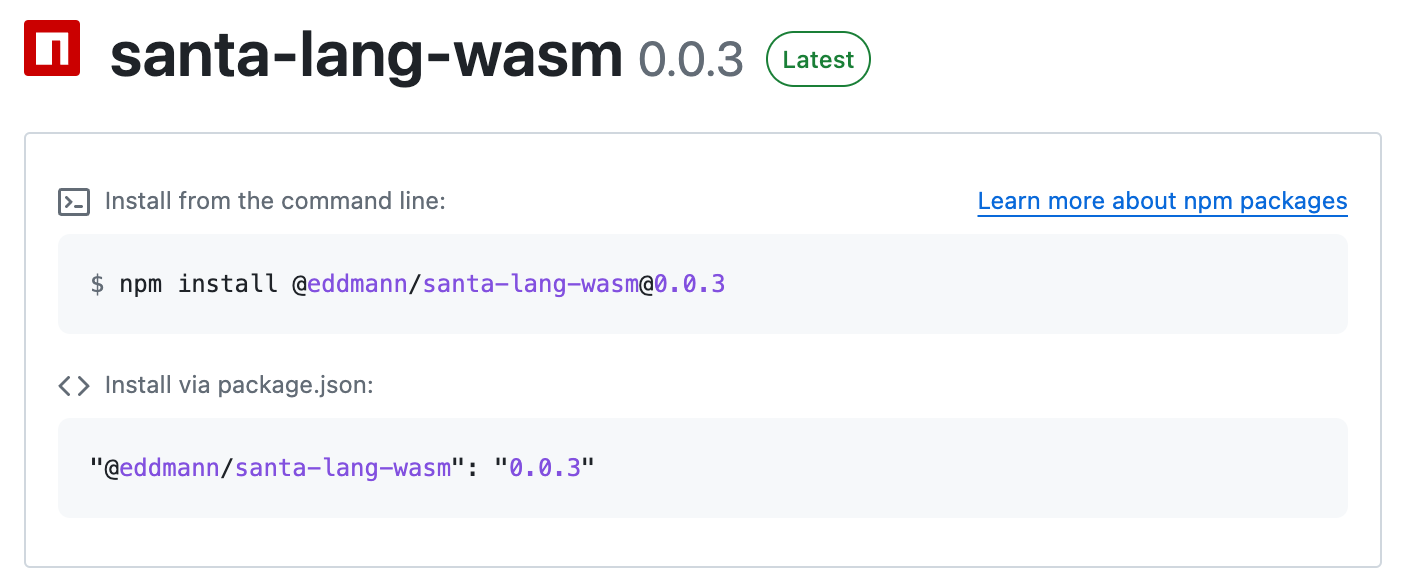 santa-lang-wasm 0.0.3 Latest
Install from the command line:
Learn more about npm packages
$ npm install @eddmann/santa-lang-wasm@0.0.3
Install via package.json:
"@eddmann/santa-lang-wasm": "0.0.3"